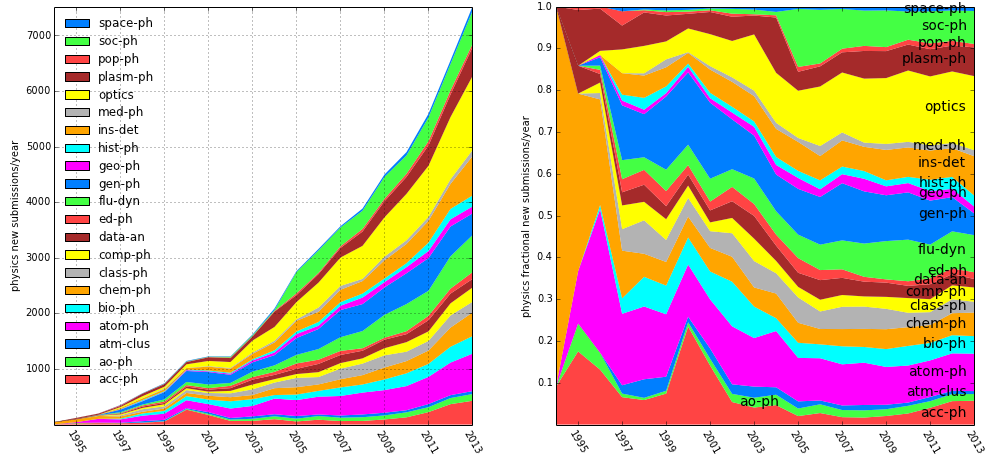 physics new submissions/year
7000
6000
5000
4000
3000
2000
1000
space-ph
soc-ph
pop-ph
plasm-ph
optics
med-ph
ins-det
hist-ph
geo-ph
gen-ph
flu-dyn
ed-ph
data-an
comp-ph
class-ph
chem-ph
bio-ph
atom-ph
atm-clus
ao-ph
acc-ph
1995
1997
1999
2001
2003
2005
2007
2009
2011
2013
physics fractional new submissions/year
1.0
0.9
0.8
0.7
0.6
0.5
0.4
0.3
0.2
0.1
space-ph
soc-ph
pop-ph
plasm-ph
optics
med-ph
ins-det
hist-ph
geo-ph
gen-ph
flu-dyn
ed-ph
data-an
comp-ph
class-ph
chem-ph
bio-ph
atom-ph
atm-clus
ao-ph
acc-ph
1995
1997
1999
2001
2003
2005
2007
2009
2011
2013